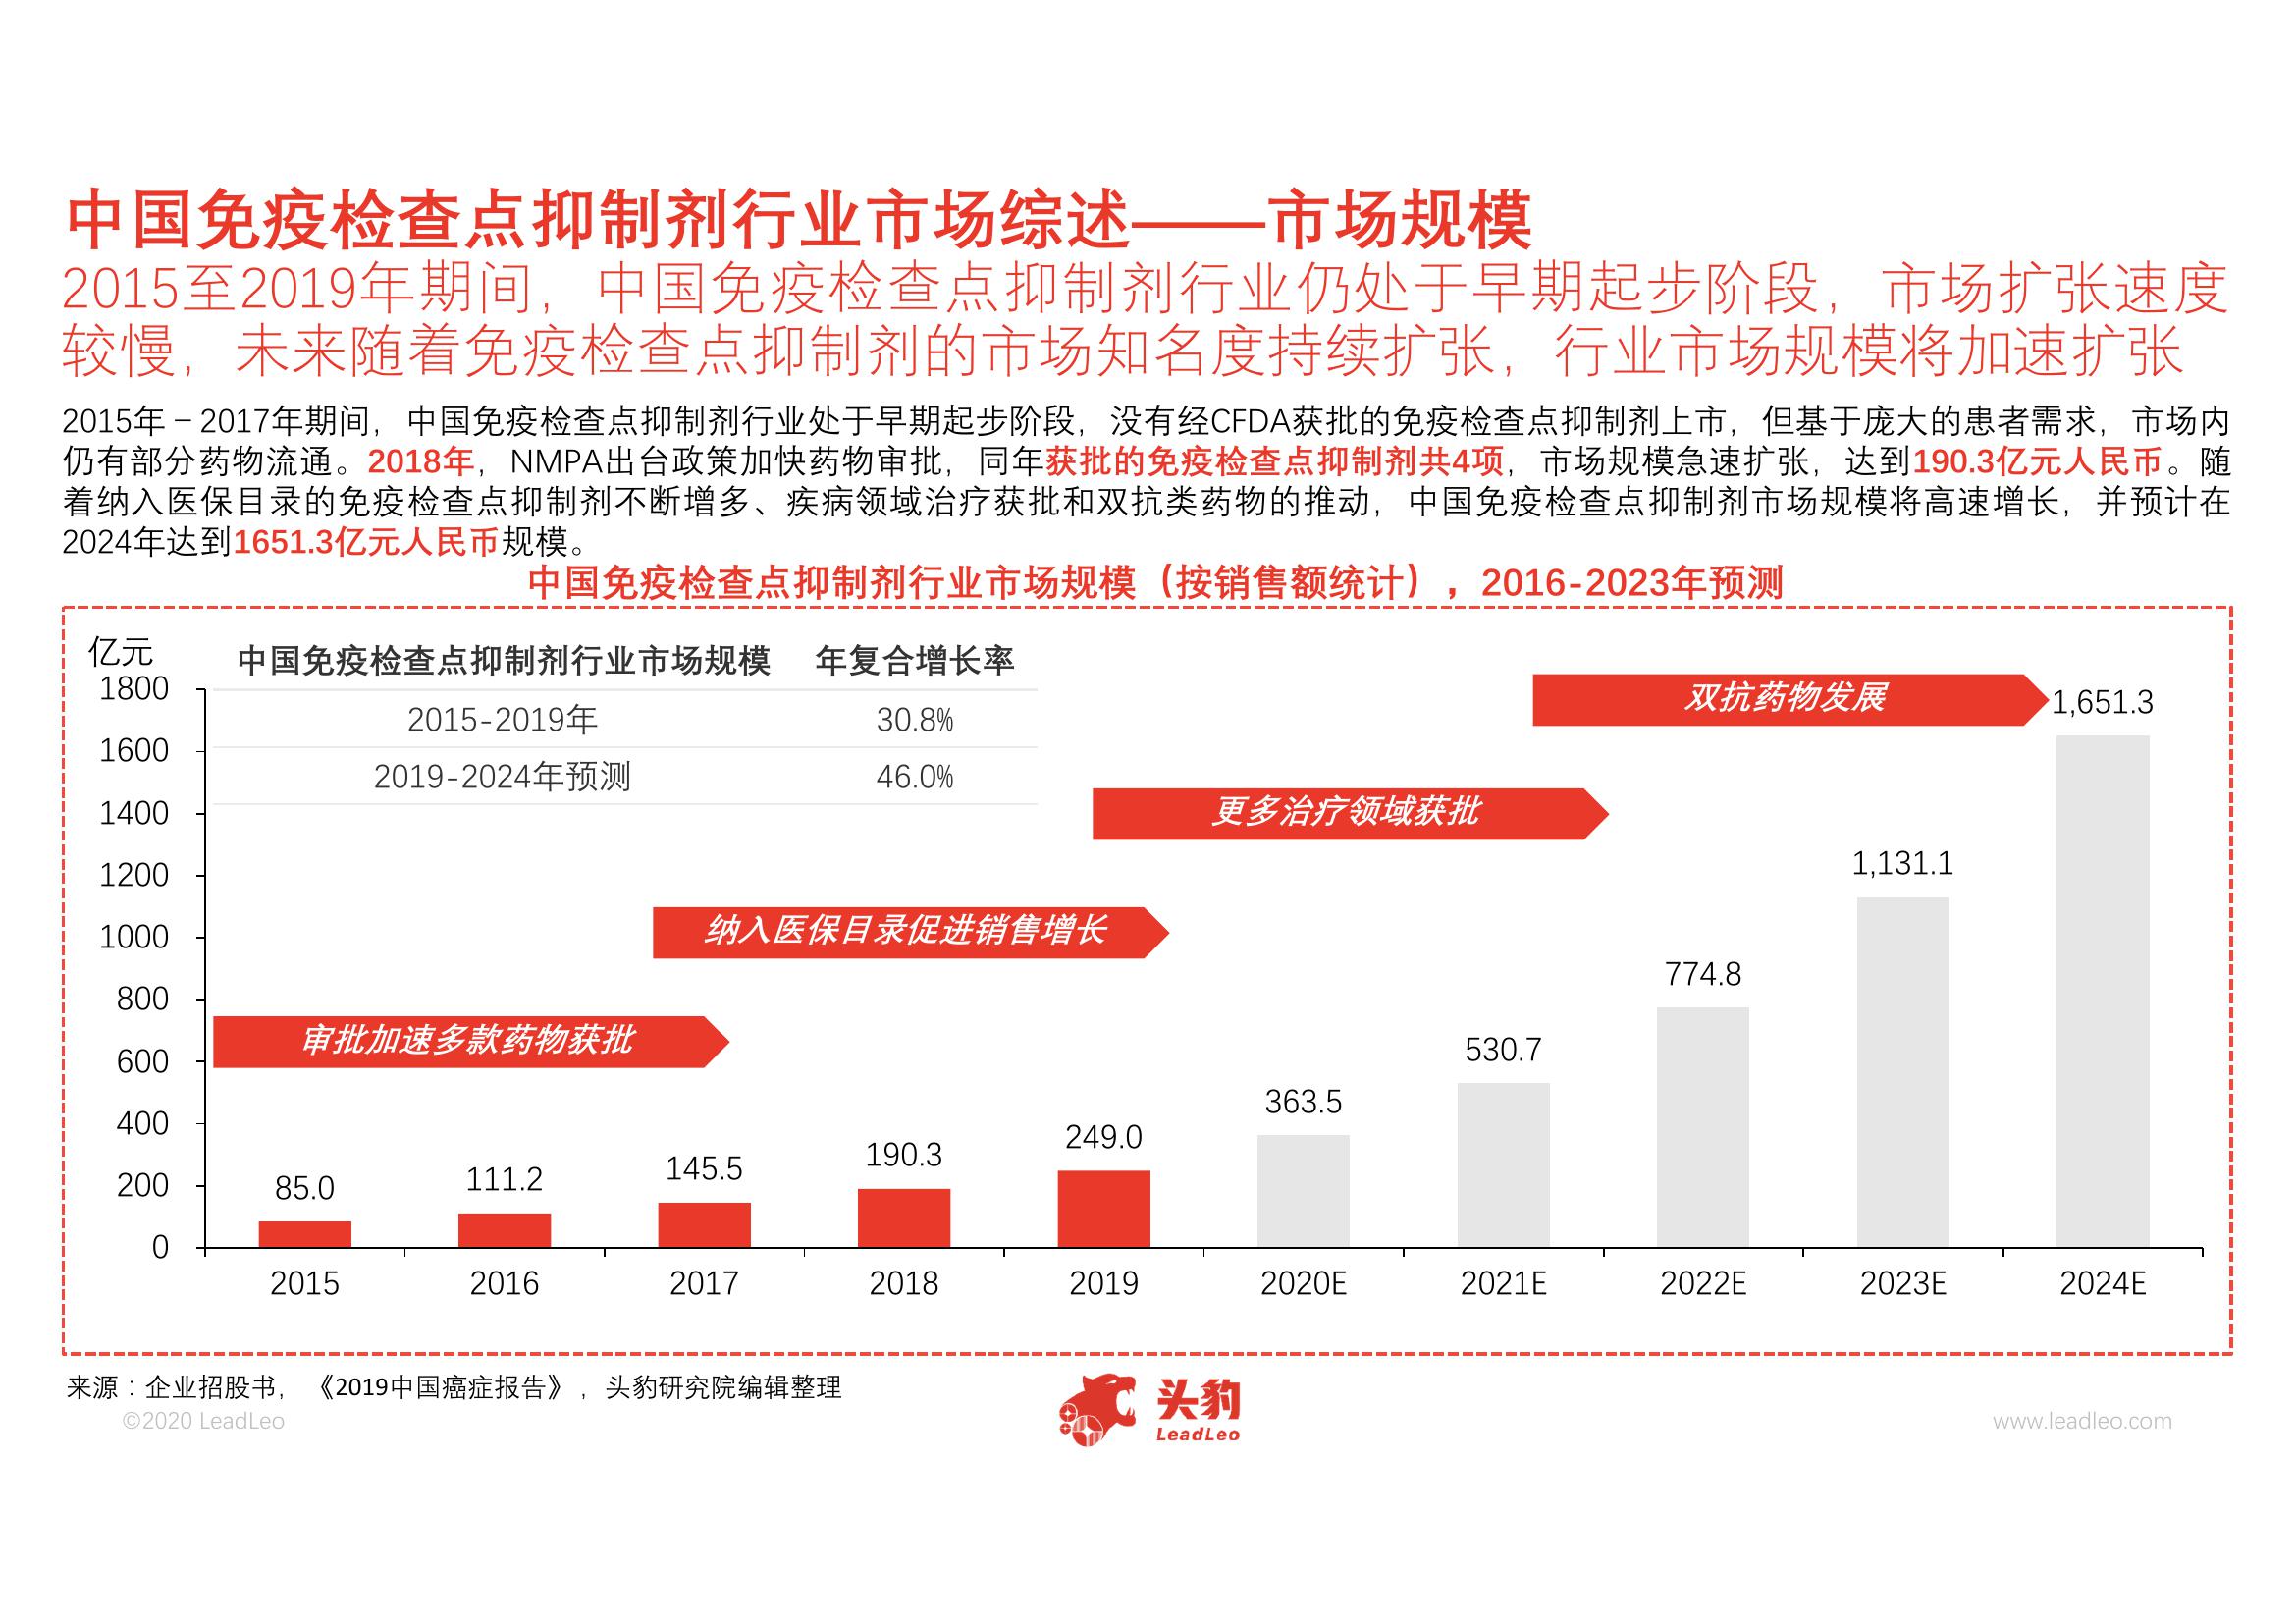 中国免疫检查点抑制剂行业市场综述——市场规模
2015至2019年期间，中国免疫检查点抑制剂行业仍处于早期起步阶段，市场扩张速度
较慢，未来随着免疫检查点抑制剂的市场知名度持续扩张，行业市场规模将加速扩张
2015年－2017年期间，中国免疫检查点抑制剂行业处于早期起步阶段，没有经CFDA获批的免疫检查点抑制剂上市，但基于庞大的患者需求，市场内
仍有部分药物流通。2018年，NMPA出台政策加快药物审批，同年获批的免疫检查点抑制剂共4项，市场规模急速扩张，达到190.3亿元人民币。随
着纳入医保目录的免疫检查点抑制剂不断增多、疾病领域治疗获批和双抗类药物的推动，中国免疫检查点抑制剂市场规模将高速增长，并预计在
2024年达到1651.3亿元人民币规模。
中国免疫检查点抑制剂行业市场规模（按销售额统计），2016-2023年预测
亿元
中国免疫检查点抑制剂行业市场规模 年复合增长率
2015-2019年 30.8%
2019-2024年预测 46.0%
1800
1600
1400
1200
1000
800
600
400
200
0
审批加速多款药物获批
纳入医保目录促进销售增长
更多治疗领域获批
双抗药物发展
85.0
111.2
145.5
190.3
249.0
363.5
530.7
774.8
1,131.1
1,651.3
2015 2016 2017 2018 2019 2020E 2021E 2022E 2023E 2024E
来源：企业招股书，《2019中国癌症报告》，头豹研究院编辑整理
©2020 LeadLeo
头豹
LeadLeo
www.leadleo.com